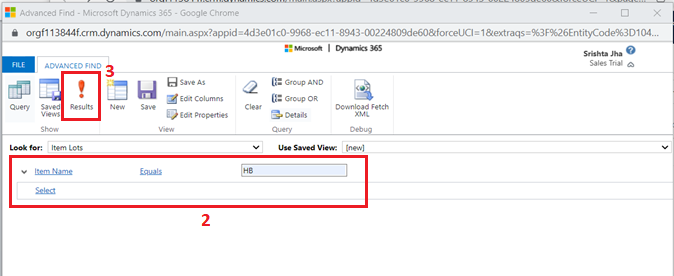 Advanced Find - Microsoft Dynamics 365 - Google Chrome
orgf113844f.crm.dynamics.com/main.aspx?appid=4d3e01c0-9968-ec11-8943-00224809de60&forceUCI=1&extraqs=%3F%26EntityCode%3D104...
Microsoft | Dynamics 365
Srishta Jha
Sales Trial
FILE ADVANCED FIND
3
Query Saved Views Results New Save Save As Edit Columns Edit Properties Clear Group AND Group OR Details Download Fetch XML
Show View Query Debug
Look for: Item Lots Use Saved View: [new]
Item Name Equals HB
Select
2